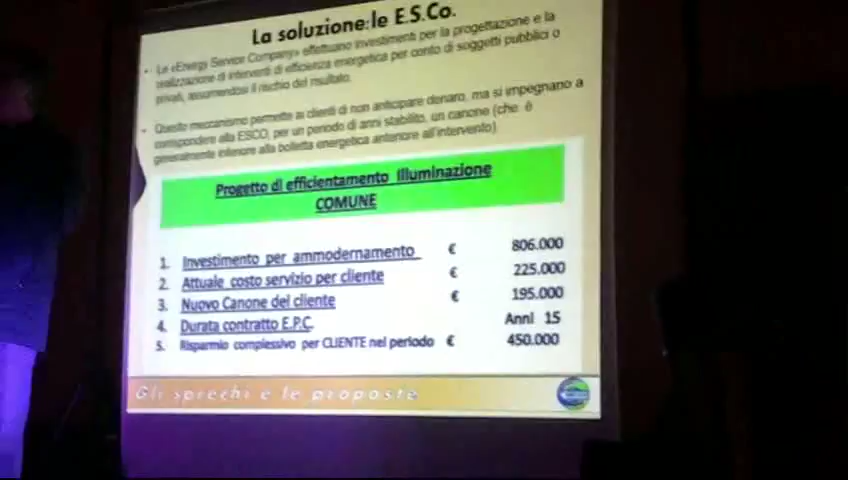 La soluzione: le E.S.Co.
• Le «Energy Service Company» effettuano investimenti per la progettazione e la
realizzazione di interventi di efficienza energetica per conto di soggetti pubblici o
privati, assumendosi il rischio del risultato.
• Questo meccanismo permette ai clienti di non anticipare denaro, ma si impegnano a
corrispondere alla ESCO, per un periodo di anni stabilito, un canone (che è
generalmente inferiore alla bolletta energetica anteriore all'intervento)
Progetto di efficientamento Illuminazione
COMUNE
1. Investimento per ammodernamento € 806.000
2. Attuale costo servizio per cliente € 225.000
3. Nuovo Canone del cliente € 195.000
4. Durata contratto E.P.C. Anni 15
5. Risparmio complessivo per CLIENTE nel periodo € 450.000
Gli sprechi e le proposte